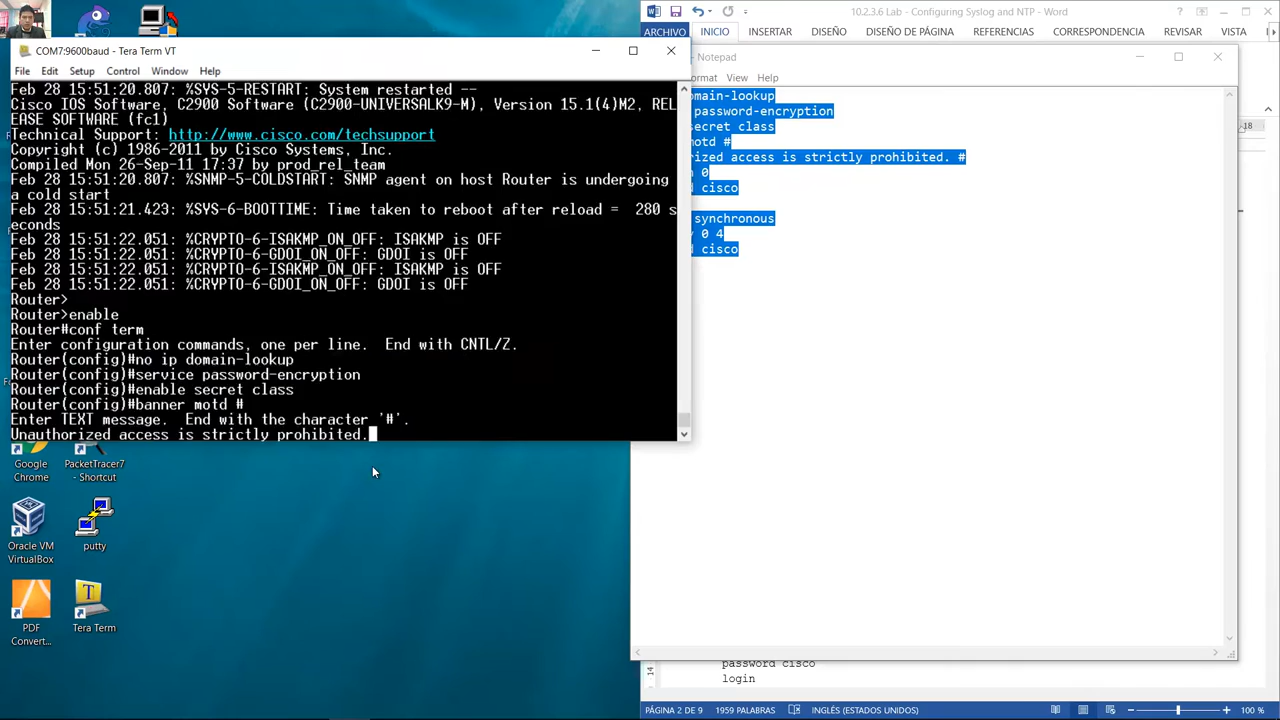 10.2.3.6 Lab - Configuring Syslog and NTP - Word
ARCHIVO INICIO INSERTAR DISEÑO DISEÑO DE PÁGINA REFERENCIAS CORRESPONDENCIA REVISAR VISTA
COM7:9600baud - Tera Term VT
File Edit Setup Control Window Help
Feb 28 15:51:20.807: %SYS-5-RESTART: System restarted --
Cisco IOS Software, C2900 Software (C2900-UNIVERSALK9-M), Version 15.1(4)M2, REL
EASE SOFTWARE (fc1)
Technical Support: http://www.cisco.com/techsupport
Copyright (c) 1986-2011 by Cisco Systems, Inc.
Compiled Mon 26-Sep-11 17:37 by prod_rel_team
Feb 28 15:51:20.807: %SNMP-5-COLDSTART: SNMP agent on host Router is undergoing
a cold start
Feb 28 15:51:21.423: %SYS-6-BOOTTIME: Time taken to reboot after reload =  280 s
econds
Feb 28 15:51:22.051: %CRYPTO-6-ISAKMP_ON_OFF: ISAKMP is OFF
Feb 28 15:51:22.051: %CRYPTO-6-GDOI_ON_OFF: GDOI is OFF
Feb 28 15:51:22.051: %CRYPTO-6-ISAKMP_ON_OFF: ISAKMP is OFF
Feb 28 15:51:22.051: %CRYPTO-6-GDOI_ON_OFF: GDOI is OFF
Router>
Router>enable
Router#conf term
Enter configuration commands, one per line.  End with CNTL/Z.
Router(config)#no ip domain-lookup
Router(config)#service password-encryption
Router(config)#enable secret class
Router(config)#banner motd #
Enter TEXT message.  End with the character '#'.
Unauthorized access is strictly prohibited.
Notepad
ormat View Help
omain-lookup
password-encryption
secret class
motd #
rized access is strictly prohibited. #
0
d cisco
synchronous
0 4
d cisco
18
Google
Chrome
PacketTracer7
- Shortcut
Oracle VM
VirtualBox
putty
PDF
Convert...
Tera Term
14
password cisco
login
PÁGINA 2 DE 9 1959 PALABRAS INGLÉS (ESTADOS UNIDOS) 100 %